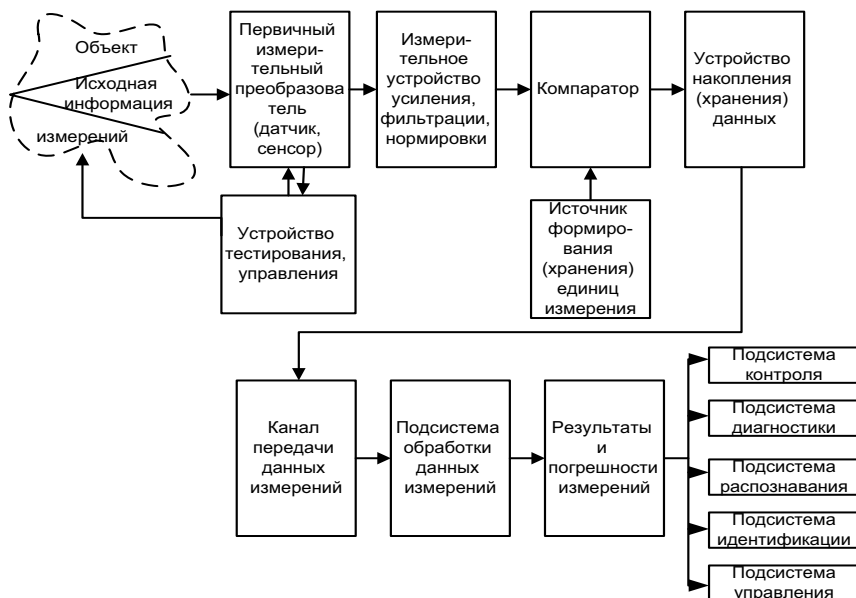 Объект
Исходная
информация
измерений
Первичный
измери-
тельный
преобразова
тель
(датчик,
сенсор)
Измери-
тельное
устройство
усиления,
фильтрации,
нормировки
Компаратор
Устройство
накопления
(хранения)
данных
Устройство
тестирования,
управления
Источник
формиро-
вания
(хранения)
единиц
измерения
Канал
передачи
данных
измерений
Подсистема
обработки
данных
измерений
Результаты
и
погрешности
измерений
Подсистема
контроля
Подсистема
диагностики
Подсистема
распознавания
Подсистема
идентификации
Подсистема
управления